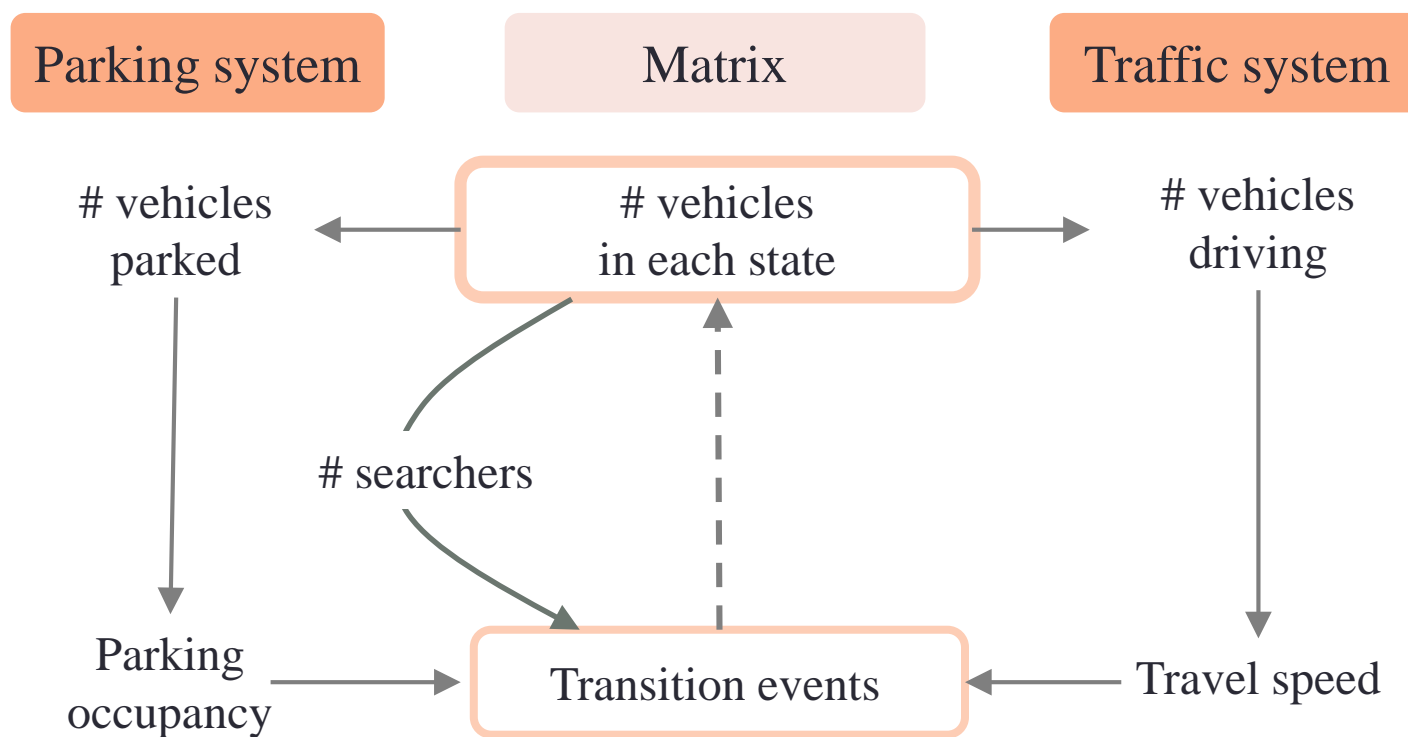 Parking system
Matrix
Traffic system
# vehicles
parked
# vehicles
in each state
# vehicles
driving
# searchers
Parking
occupancy
Transition events
Travel speed